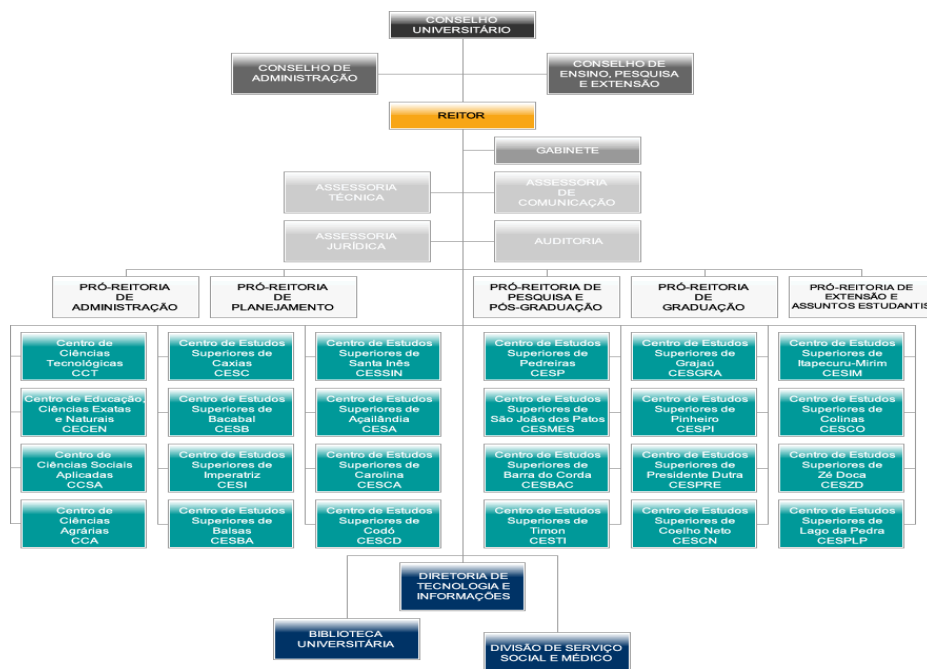 CONSELHO
UNIVERSITÁRIO
CONSELHO DE
ADMINISTRAÇÃO
CONSELHO DE
ENSINO, PESQUISA
E EXTENSÃO
REITOR
GABINETE
ASSESSORIA
TÉCNICA
ASSESSORIA
DE
COMUNICAÇÃO
ASSESSORIA
JURÍDICA
AUDITORIA
PRÓ-REITORIA
DE
ADMINISTRAÇÃO
PRÓ-REITORIA
DE
PLANEJAMENTO
PRÓ-REITORIA DE
PESQUISA E
PÓS-GRADUAÇÃO
PRÓ-REITORIA
DE
GRADUAÇÃO
PRÓ-REITORIA DE
EXTENSÃO E
ASSUNTOS ESTUDANTIS
Centro de
Ciências
Tecnológicas
CCT
Centro de Estudos
Superiores de
Caxias
CESC
Centro de Estudos
Superiores de
Santa Inês
CESSIN
Centro de Estudos
Superiores de
Pedreiras
CESP
Centro de Estudos
Superiores de
Grajaú
CESGRA
Centro de Estudos
Superiores de
Itapecuru-Mirim
CESIM
Centro de Educação,
Ciências Exatas
e Naturais
CECEN
Centro de Estudos
Superiores de
Bacabal
CESB
Centro de Estudos
Superiores de
Açailândia
CESA
Centro de Estudos
Superiores de
São João dos Patos
CESMES
Centro de Estudos
Superiores de
Pinheiro
CESPI
Centro de Estudos
Superiores de
Colinas
CESCO
Centro de
Ciências Sociais
Aplicadas
CCSA
Centro de Estudos
Superiores de
Imperatriz
CESI
Centro de Estudos
Superiores de
Carolina
CESCA
Centro de Estudos
Superiores de
Barra do Corda
CESBAC
Centro de Estudos
Superiores de
Presidente Dutra
CESPRE
Centro de Estudos
Superiores de
Zé Doca
CESZD
Centro de
Ciências
Agrárias
CCA
Centro de Estudos
Superiores de
Balsas
CESBA
Centro de Estudos
Superiores de
Codó
CESCD
Centro de Estudos
Superiores de
Timon
CESTI
Centro de Estudos
Superiores de
Coelho Neto
CESCN
Centro de Estudos
Superiores de
Lago da Pedra
CESPLP
DIRETORIA DE
TECNOLOGIA E
INFORMAÇÕES
BIBLIOTECA
UNIVERSITÁRIA
DIVISÃO DE SERVIÇO
SOCIAL E MÉDICO